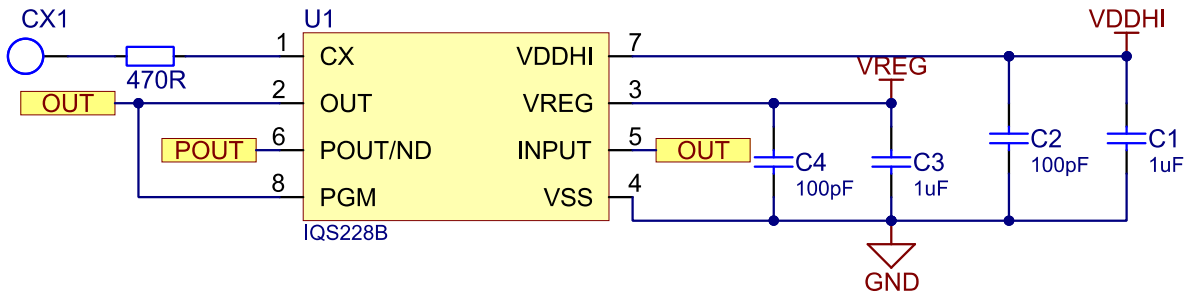 CX1
U1
VDDHI
1
CX
VDDHI
7
470R
VREG
OUT
2
OUT
VREG
3
POUT
6
POUT/ND
INPUT
5
OUT
C4
100pF
C3
1uF
C2
100pF
C1
1uF
8
PGM
VSS
4
IQS228B
GND